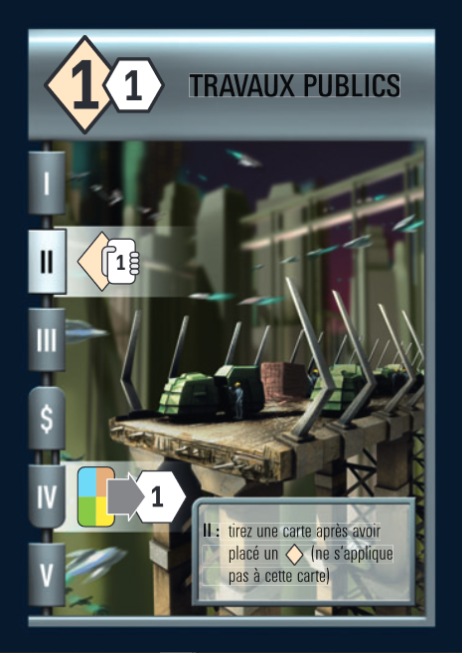 1 1 TRAVAUX PUBLICS
I
II 1
III
$
IV 1
V
II : tirez une carte après avoir
placé un (ne s'applique
pas à cette carte)